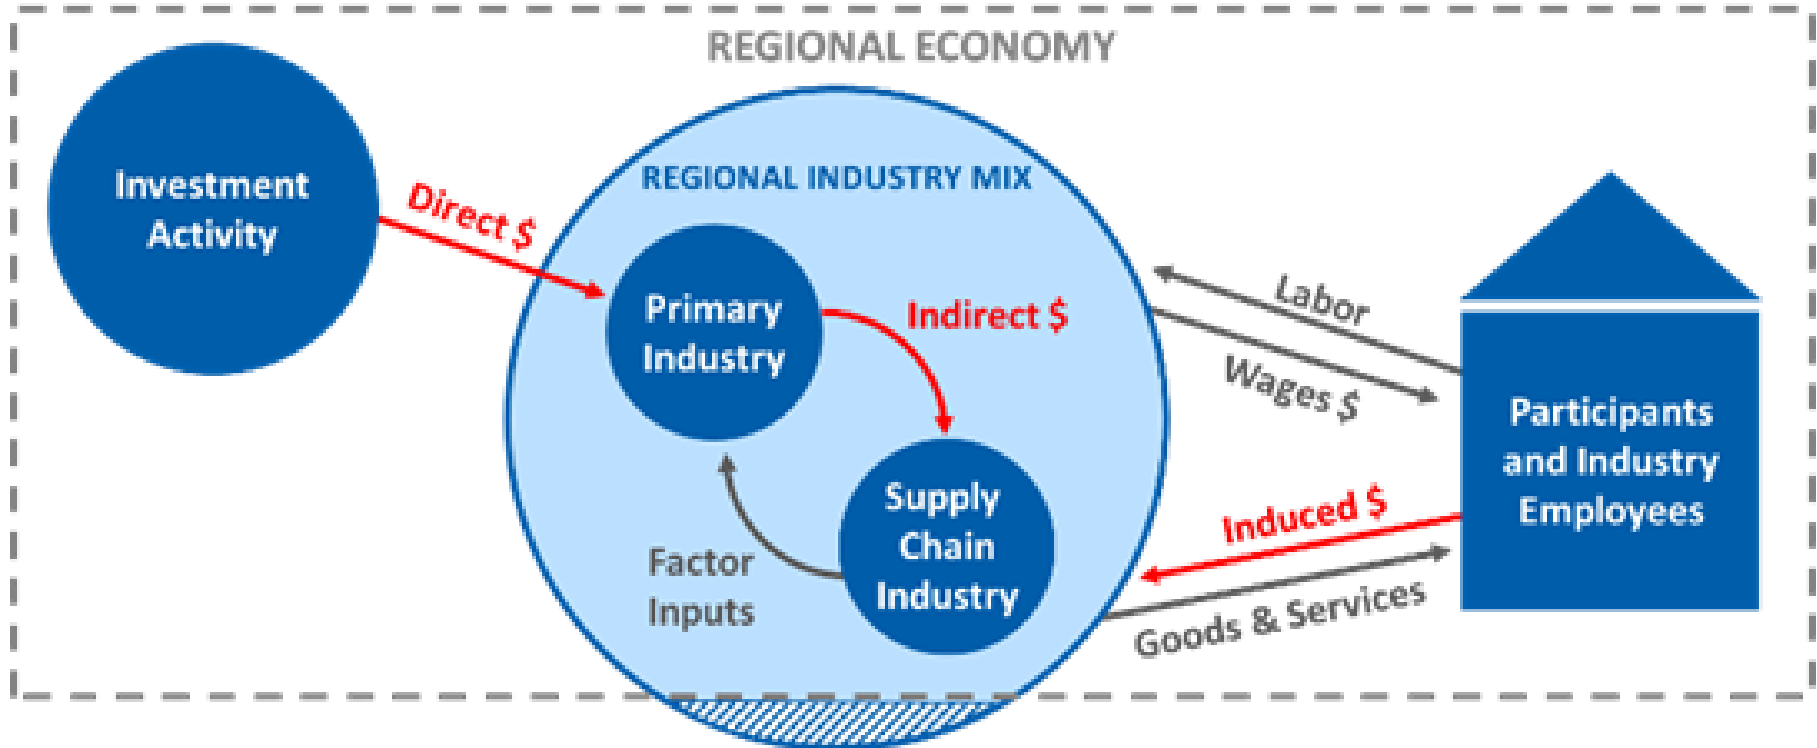 REGIONAL ECONOMY
Investment
Activity
Direct $
REGIONAL INDUSTRY MIX
Primary
Industry
Indirect $
Supply
Chain
Industry
Factor
Inputs
Labor
Wages $
Participants
and Industry
Employees
Induced $
Goods & Services